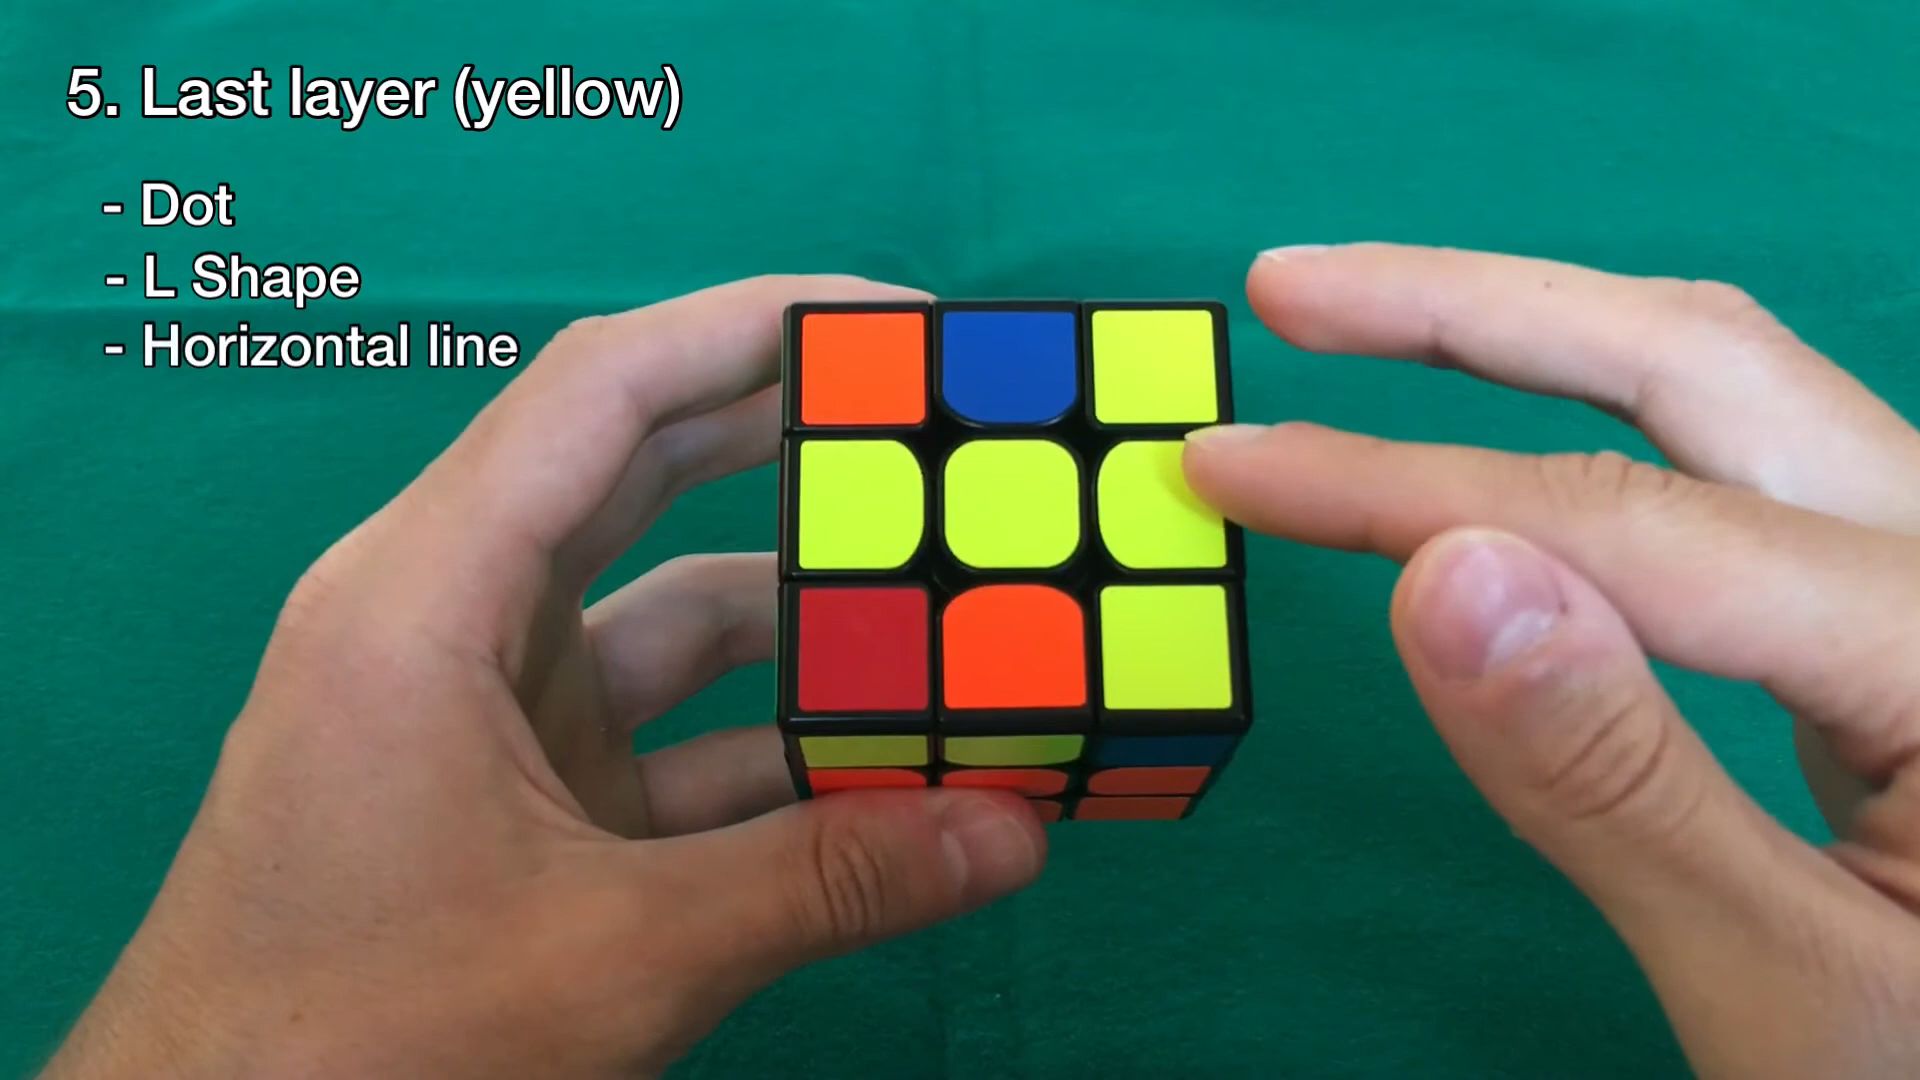 5. Last layer (yellow)
- Dot
- L Shape
- Horizontal line